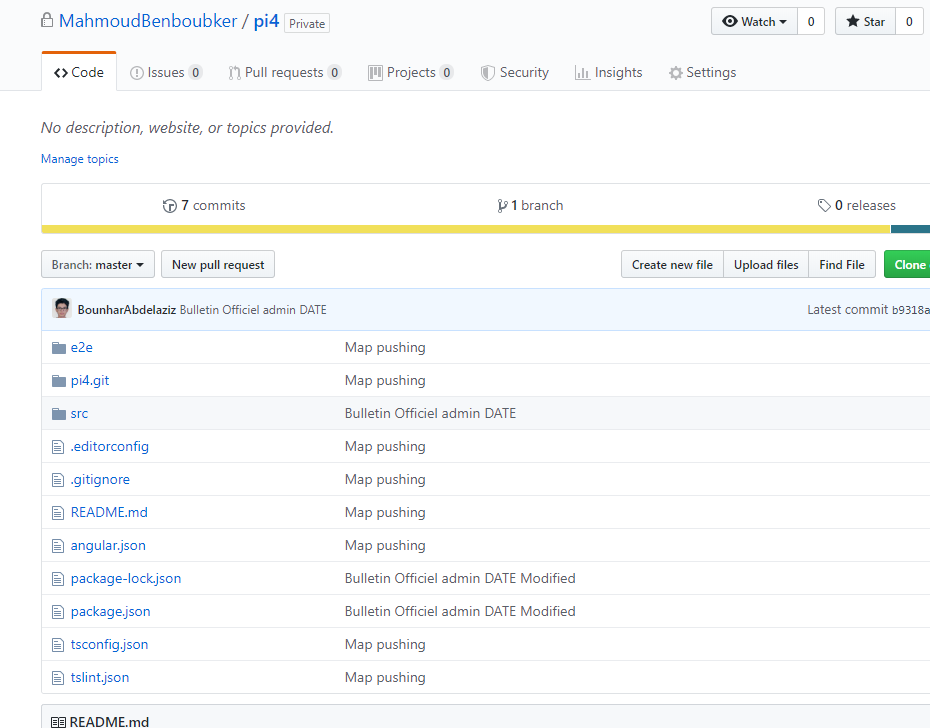 MahmoudBenboubker / pi4 Private Watch 0 Star 0
Code Issues 0 Pull requests 0 Projects 0 Security Insights Settings
No description, website, or topics provided.
Manage topics
7 commits 1 branch 0 releases
Branch: master New pull request Create new file Upload files Find File Clone
BounharAbdelaziz Bulletin Officiel admin DATE Latest commit b9318a
e2e Map pushing
pi4.git Map pushing
src Bulletin Officiel admin DATE
.editorconfig Map pushing
.gitignore Map pushing
README.md Map pushing
angular.json Map pushing
package-lock.json Bulletin Officiel admin DATE Modified
package.json Bulletin Officiel admin DATE Modified
tsconfig.json Map pushing
tslint.json Map pushing
README.md